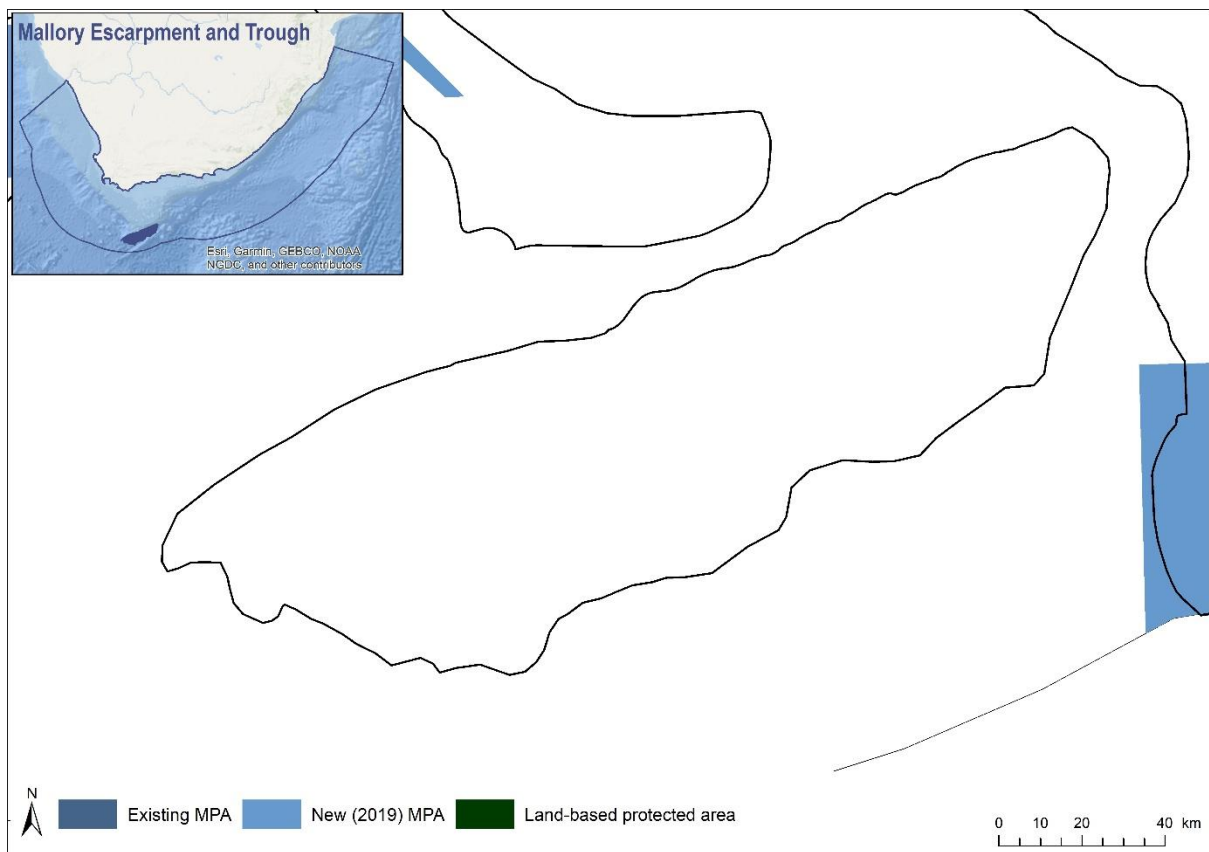 Mallory Escarpment and Trough
Esri, Garmin, GEBCO, NOAA
NGDC, and other contributors
N
Existing MPA
New (2019) MPA
Land-based protected area
0 10 20 40 km